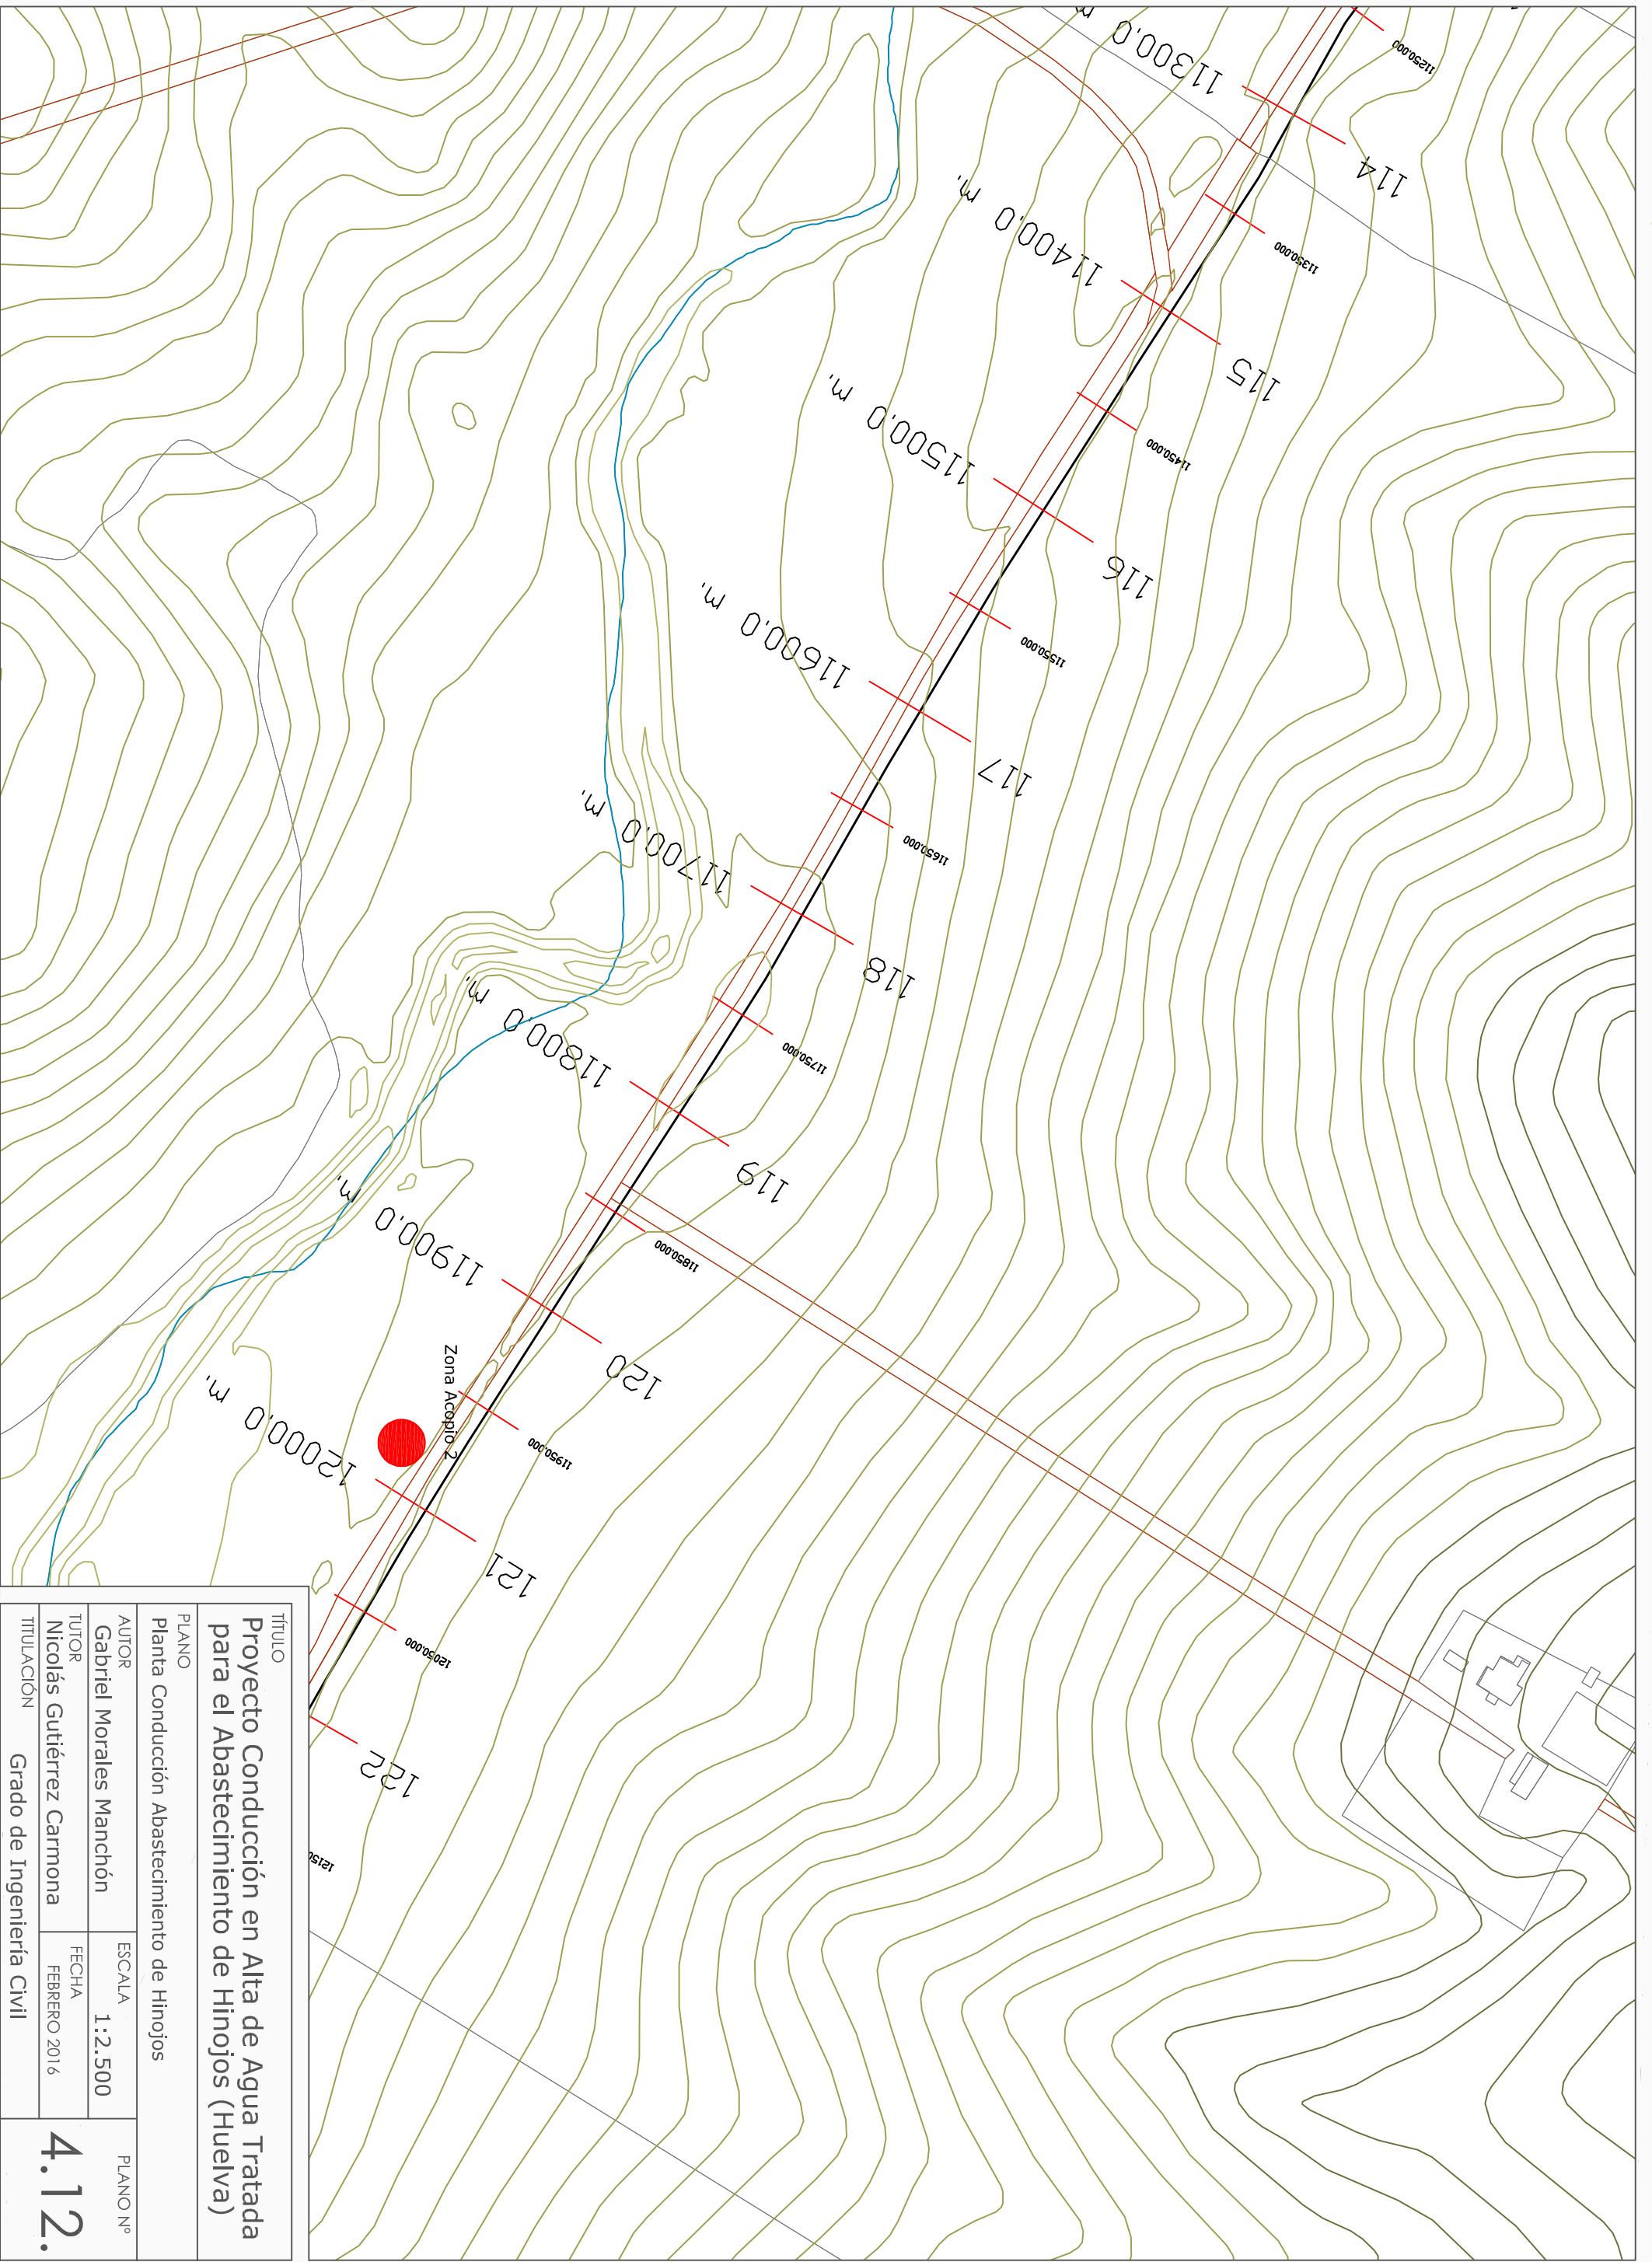 11250.000
11300,0 m.
114
11350.000
11400,0 m.
115
11450.000
11500,0 m.
116
11550.000
11600,0 m.
117
11650.000
11700,0 m.
118
11750.000
11800,0 m.
119
11850.000
11900,0 m.
120
11950.000
Zona Acopio 2
12000,0 m.
121
12050.000
122
TÍTULO
Proyecto Conducción en Alta de Agua Tratada
para el Abastecimiento de Hinojos (Huelva)
PLANO
Planta Conducción Abastecimiento de Hinojos
AUTOR
Gabriel Morales Manchón
ESCALA
1:2.500
PLANO Nº
4.12.
TUTOR
Nicolás Gutiérrez Carmona
FECHA
FEBRERO 2016
TITULACIÓN
Grado de Ingeniería Civil